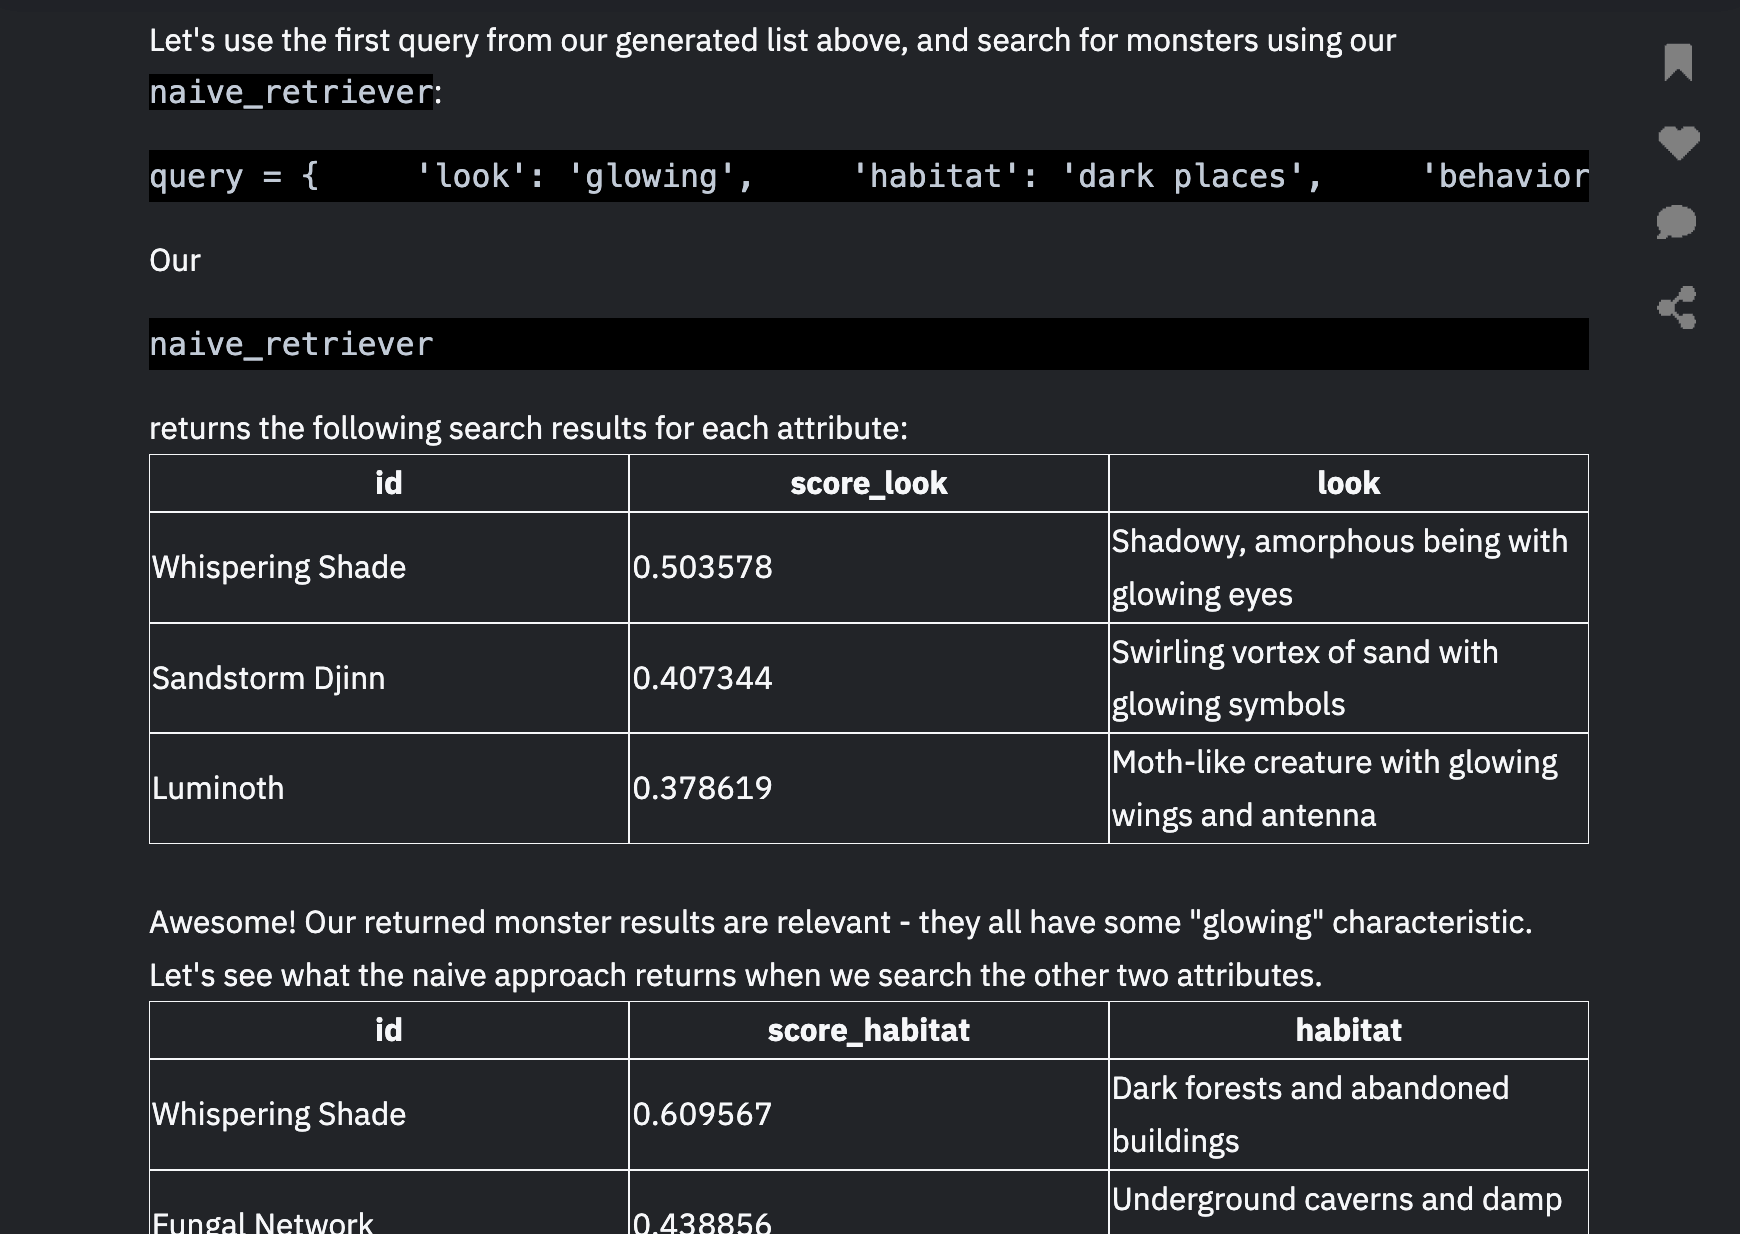 Let's use the first query from our generated list above, and search for monsters using our
naive_retriever:
query = {     'look': 'glowing',     'habitat': 'dark places',     'behavior
Our
naive_retriever
returns the following search results for each attribute:
id score_look look
Whispering Shade 0.503578 Shadowy, amorphous being with
glowing eyes
Sandstorm Djinn 0.407344 Swirling vortex of sand with
glowing symbols
Luminoth 0.378619 Moth-like creature with glowing
wings and antenna
Awesome! Our returned monster results are relevant - they all have some "glowing" characteristic.
Let's see what the naive approach returns when we search the other two attributes.
id score_habitat habitat
Whispering Shade 0.609567 Dark forests and abandoned
buildings
Fungal Network 0.438856 Underground caverns and damp